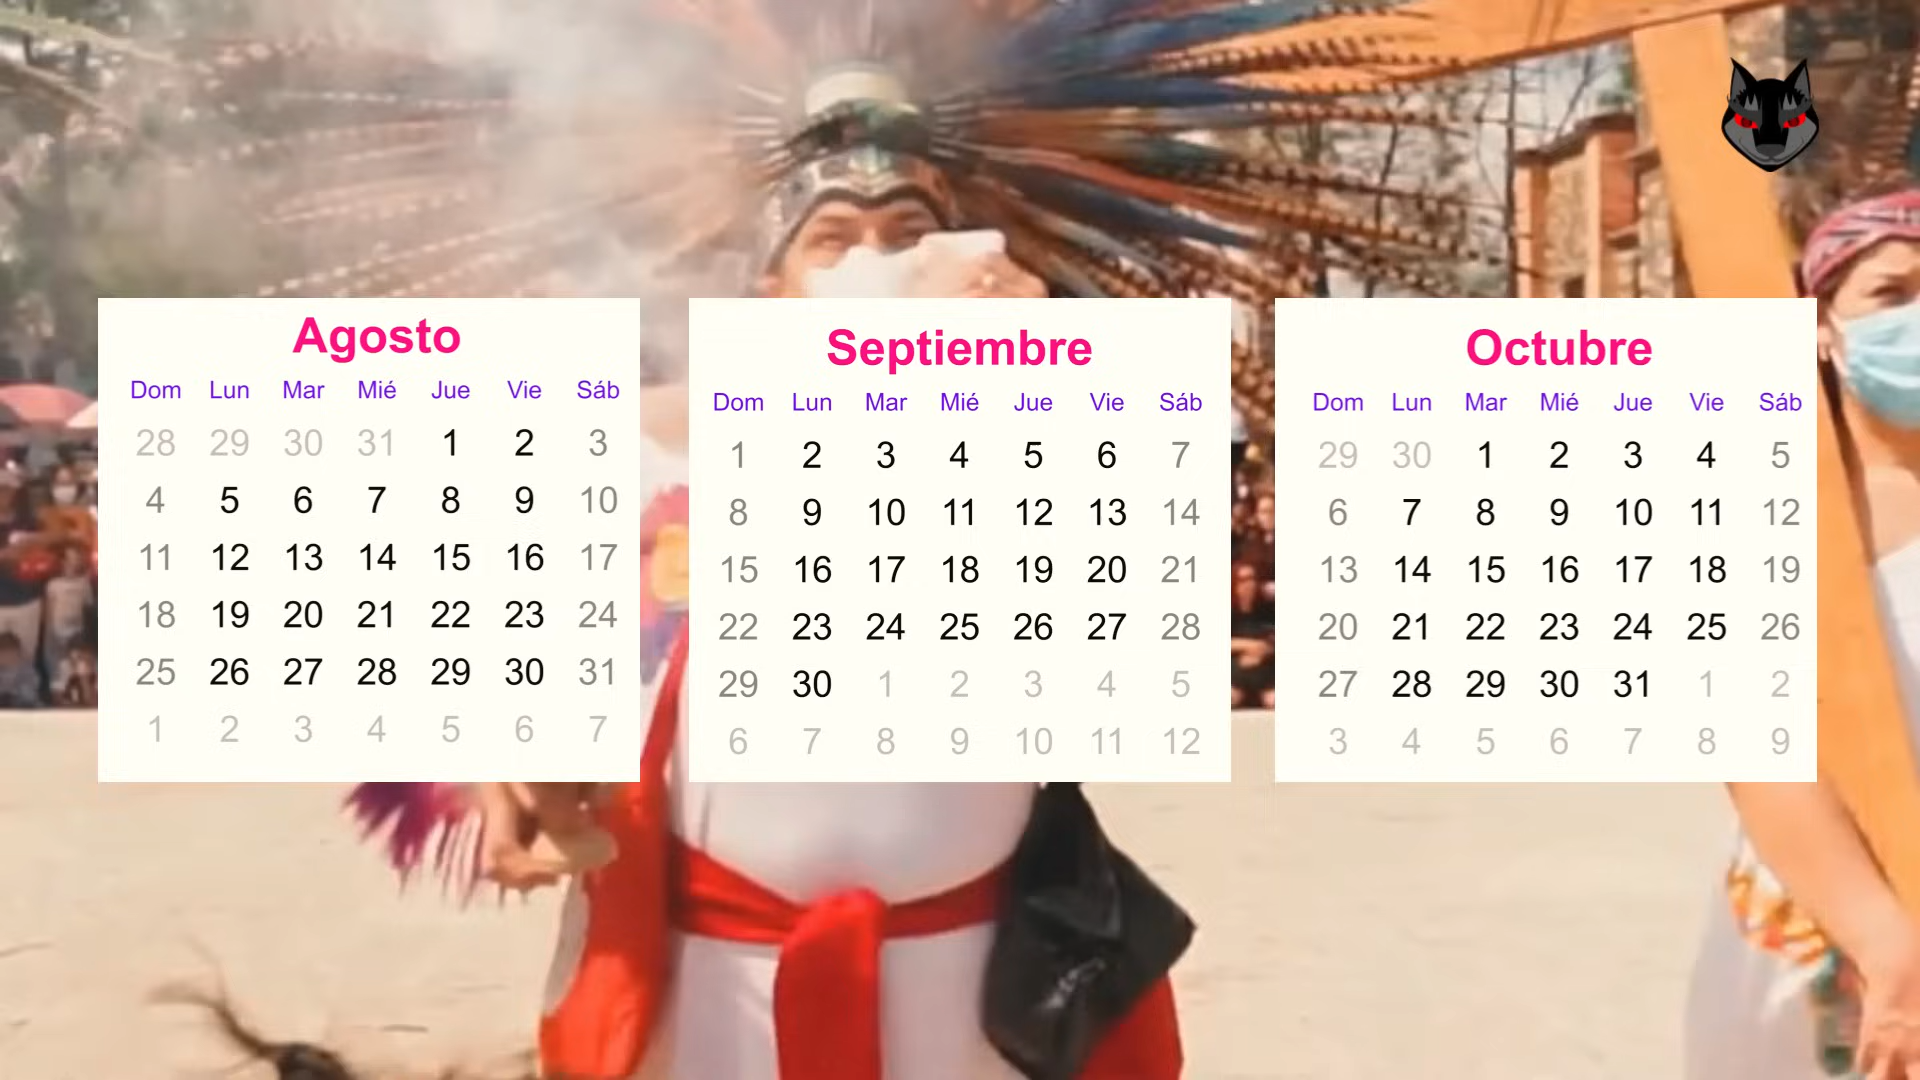 Agosto
Dom Lun Mar Mié Jue Vie Sáb
28 29 30 31 1 2 3
4 5 6 7 8 9 10
11 12 13 14 15 16 17
18 19 20 21 22 23 24
25 26 27 28 29 30 31
1 2 3 4 5 6 7
Septiembre
Dom Lun Mar Mié Jue Vie Sáb
1 2 3 4 5 6 7
8 9 10 11 12 13 14
15 16 17 18 19 20 21
22 23 24 25 26 27 28
29 30 1 2 3 4 5
6 7 8 9 10 11 12
Octubre
Dom Lun Mar Mié Jue Vie Sáb
29 30 1 2 3 4 5
6 7 8 9 10 11 12
13 14 15 16 17 18 19
20 21 22 23 24 25 26
27 28 29 30 31 1 2
3 4 5 6 7 8 9